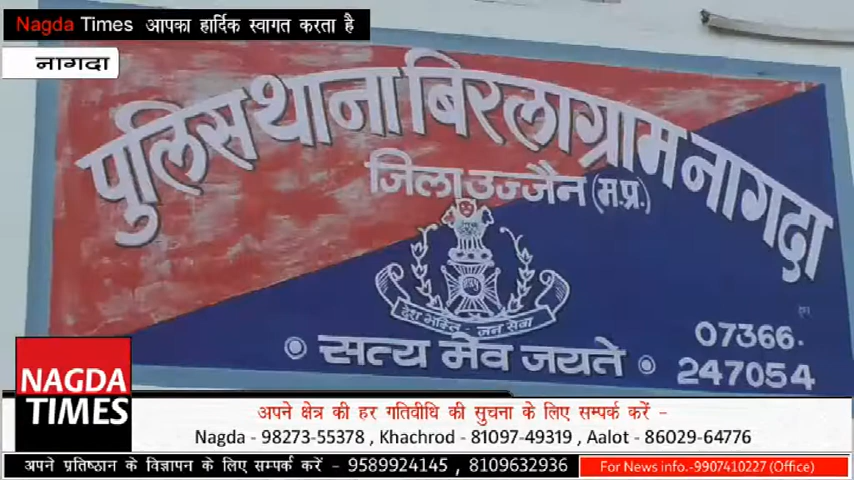 Nagda Times आपका हार्दिक स्वागत करता है
नागदा
पुलिस थाना बिरलाग्राम नागदा
जिला उज्जैन (म.प्र.)
देश भक्ति - जन सेवा
सत्य मेव जयते
07366.
247054
NAGDA
TIMES
अपने क्षेत्र की हर गतिवीधि की सुचना के लिए सम्पर्क करें -
Nagda - 98273-55378 , Khachrod - 81097-49319 , Aalot - 86029-64776
अपने प्रतिष्ठान के विज्ञापन के लिए सम्पर्क करें - 9589924145 , 8109632936
For News info.-9907410227 (Office)